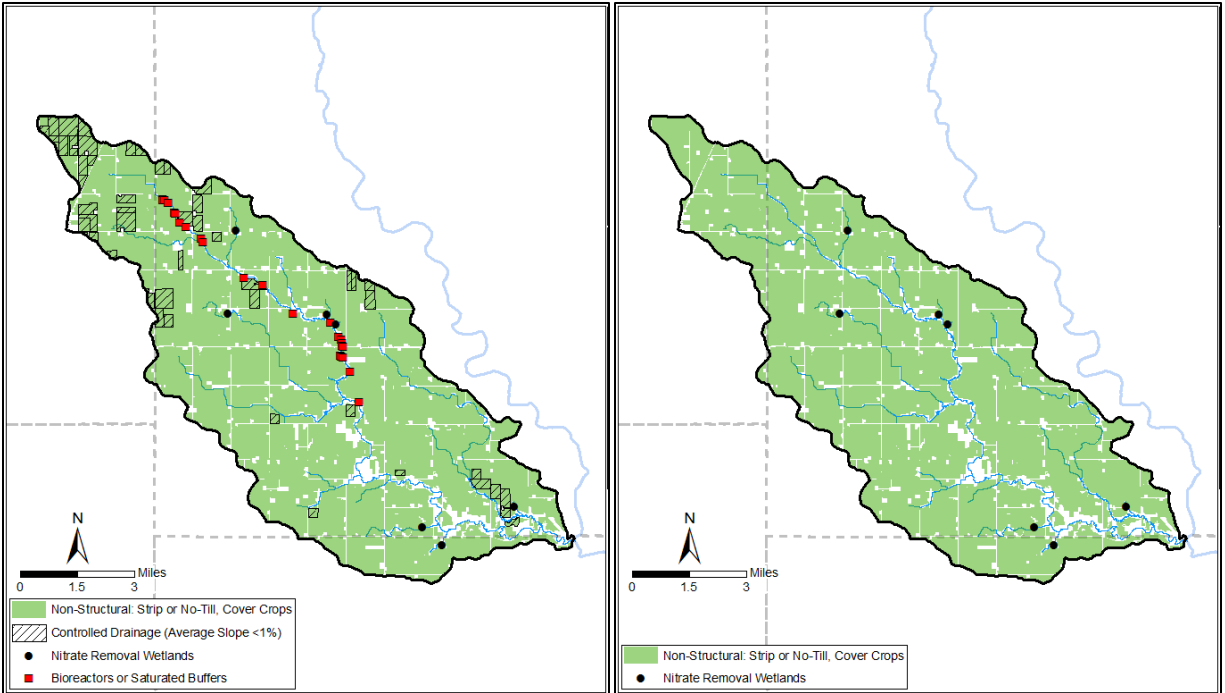 N
Miles
0 1.5 3
Non-Structural: Strip or No-Till, Cover Crops
Controlled Drainage (Average Slope <1%)
Nitrate Removal Wetlands
Bioreactors or Saturated Buffers
N
Miles
0 1.5 3
Non-Structural: Strip or No-Till, Cover Crops
Nitrate Removal Wetlands